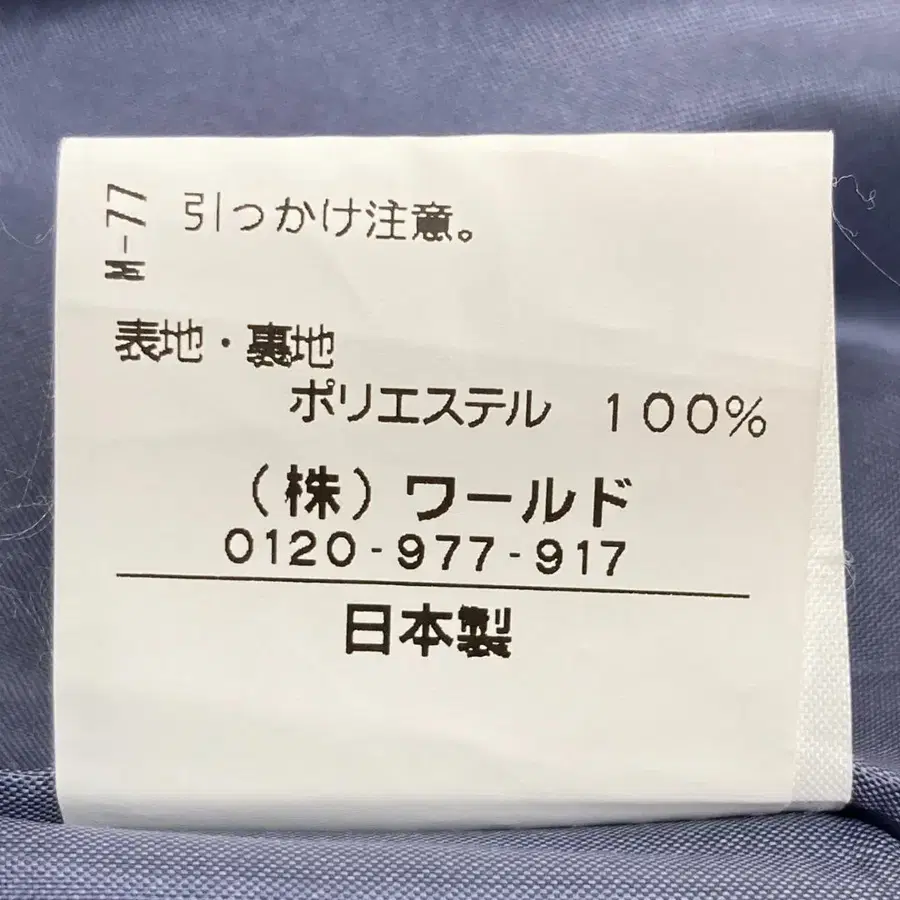 H-77
引っかけ注意。
表地・裏地
ポリエステル 100%
(株)ワールド
0120-977-917
日本製